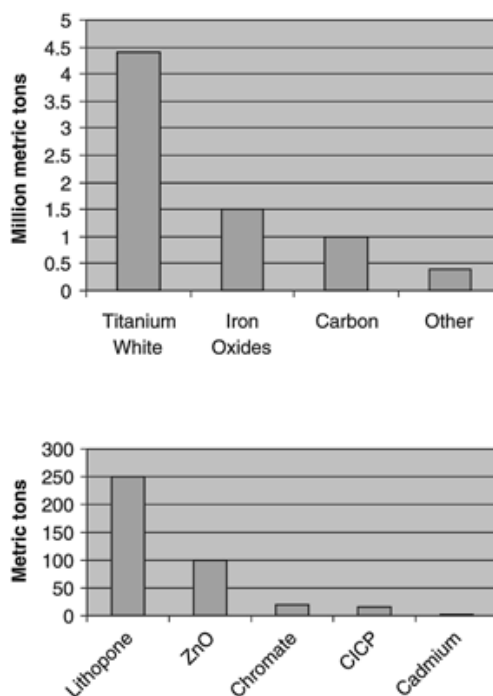 Million metric tons
5
4.5
4
3.5
3
2.5
2
1.5
1
0.5
0
Titanium
White
Iron
Oxides
Carbon
Other
Metric tons
300
250
200
150
100
50
0
Lithopone
ZnO
Chromate
CICP
Cadmium